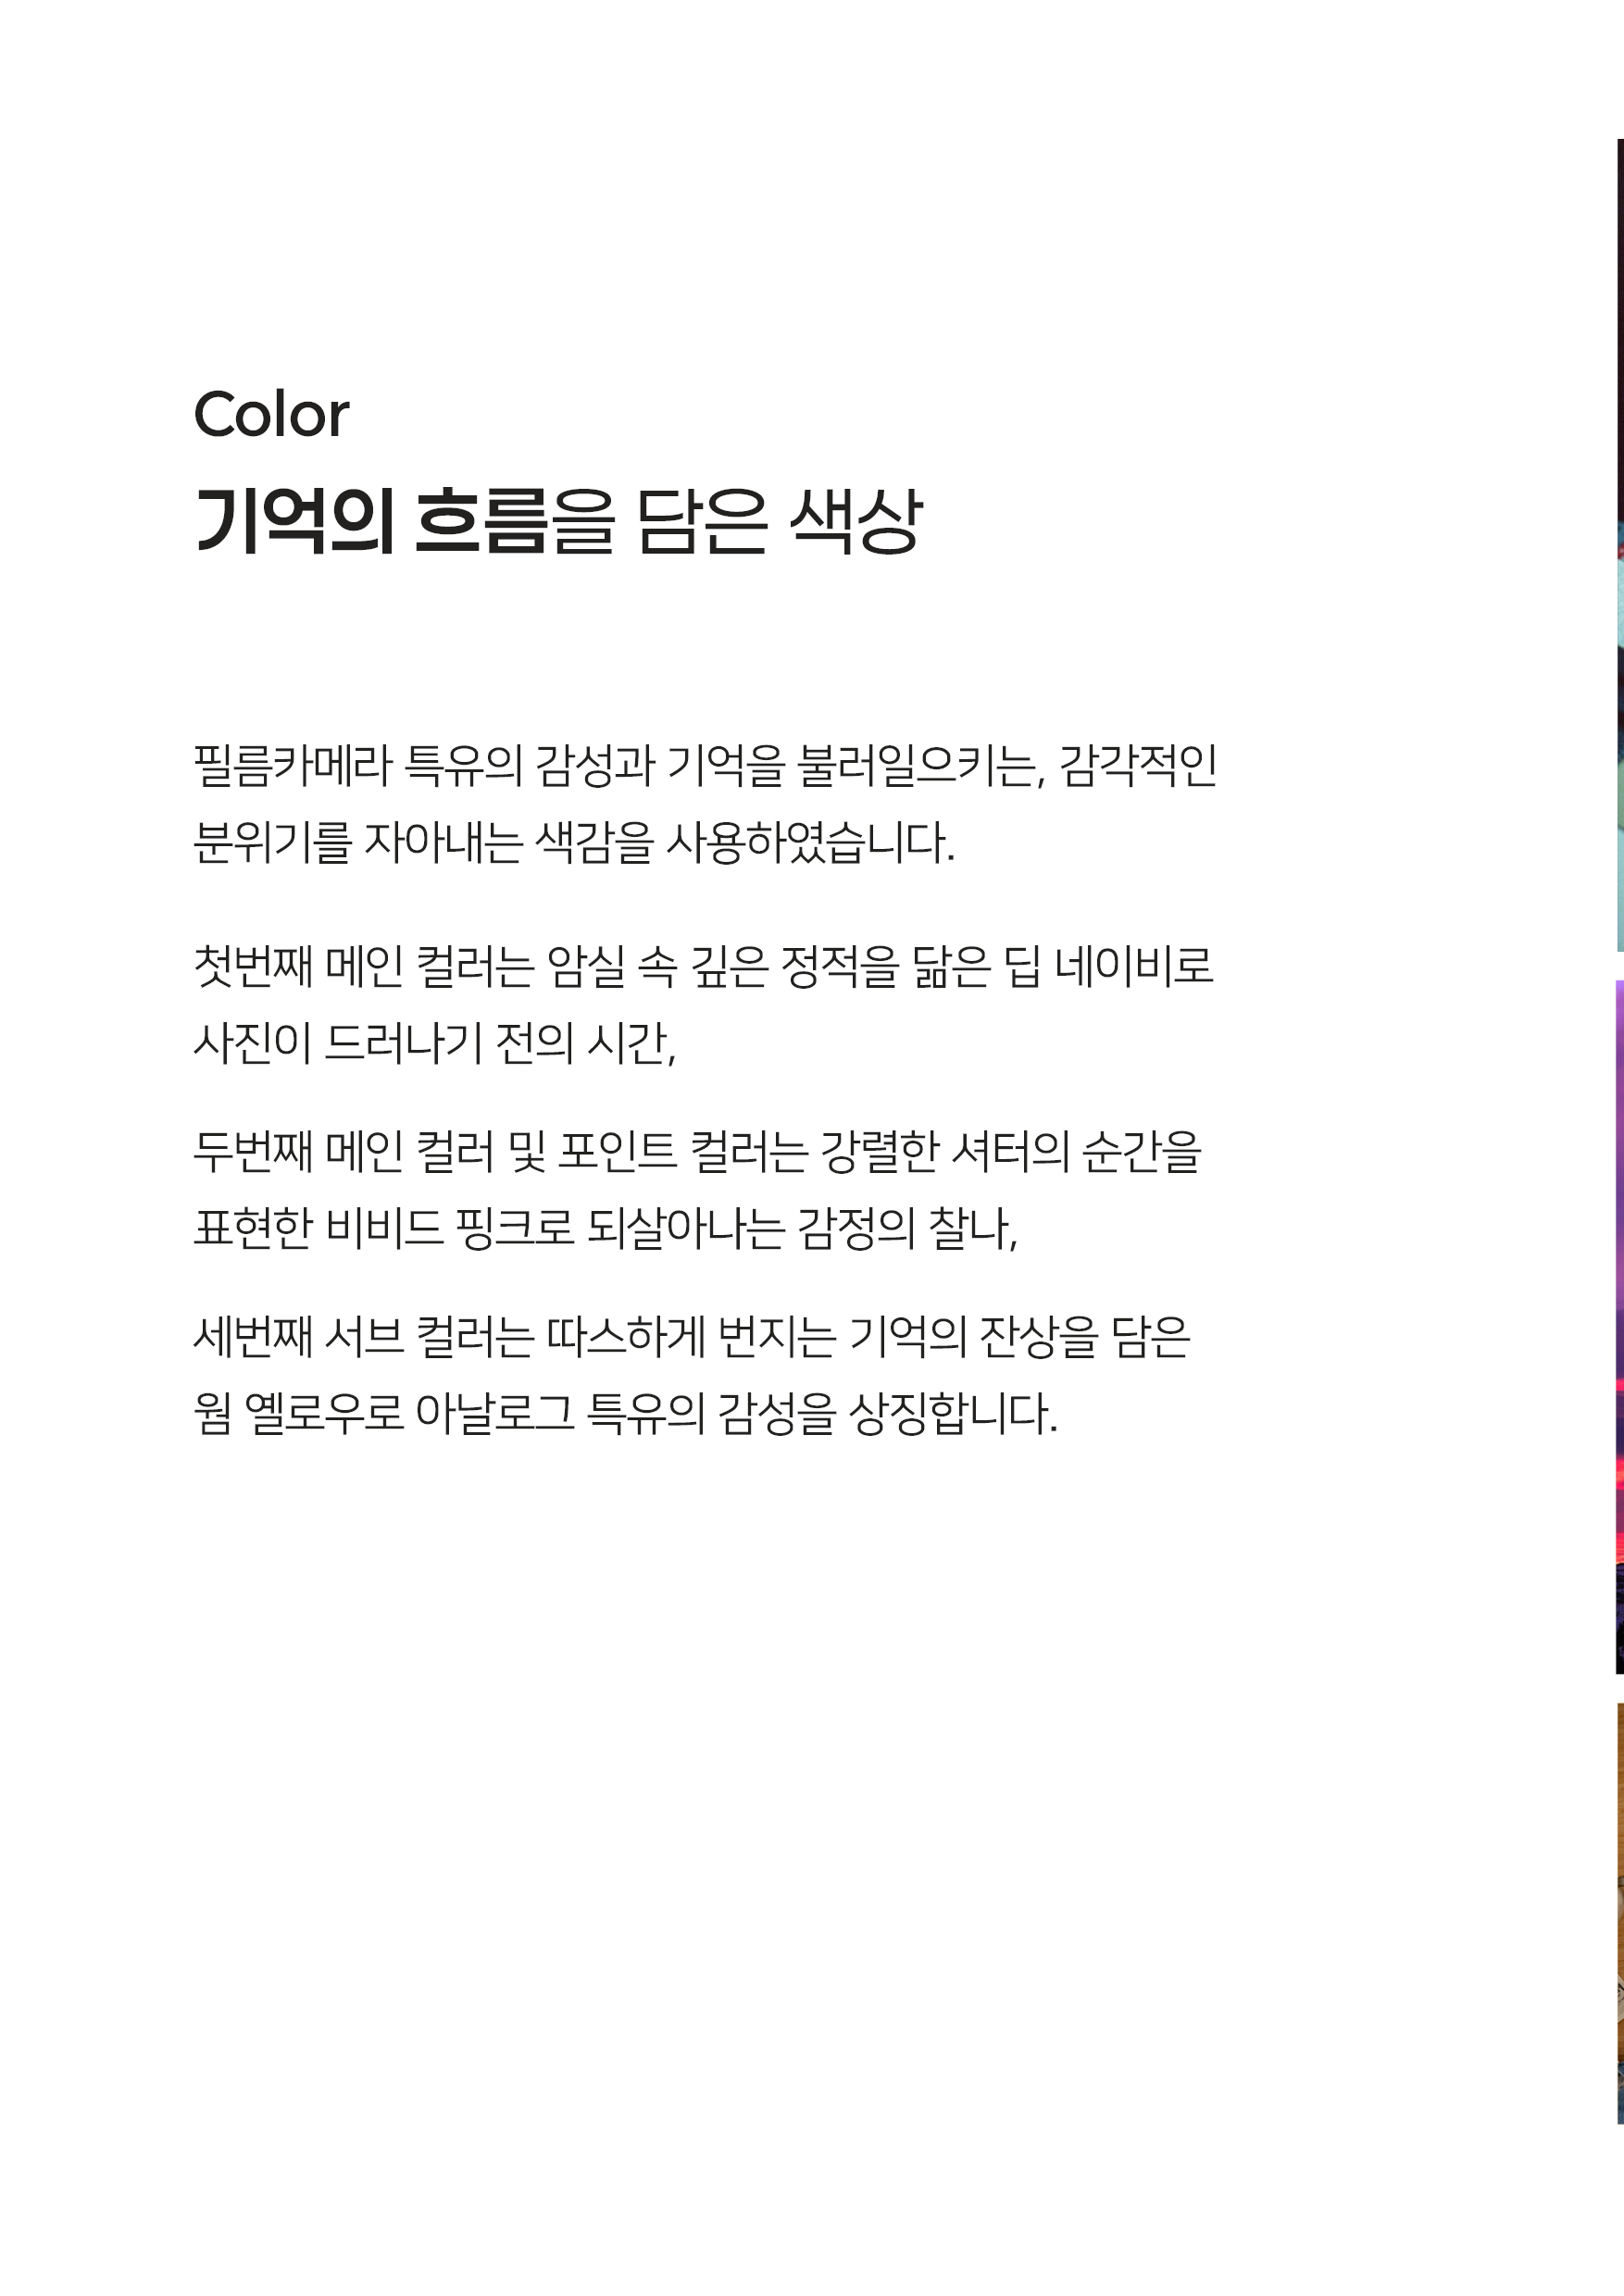 Color
기억의 흐름을 담은 색상
필름카메라 특유의 감성과 기억을 불러일으키는, 감각적인
분위기를 자아내는 색감을 사용하였습니다.
첫번째 메인 컬러는 암실 속 깊은 정적을 닮은 딥 네이비로
사진이 드러나기 전의 시간,
두번째 메인 컬러 및 포인트 컬러는 강렬한 셔터의 순간을
표현한 비비드 핑크로 되살아나는 감정의 찰나,
세번째 서브 컬러는 따스하게 번지는 기억의 잔상을 담은
웜 옐로우로 아날로그 특유의 감성을 상징합니다.